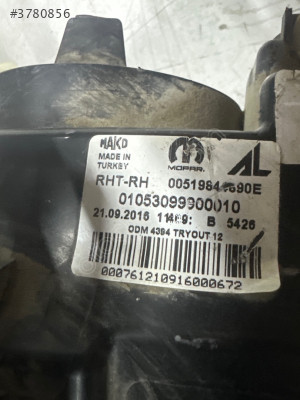 #3780856
MAKO
MADE IN
TURKEY
MOPAR.
AL
RHT-RH
01053099900010
21.09.2016
B 5426
ODM 4394 TRYOUT 12
000761210916000672